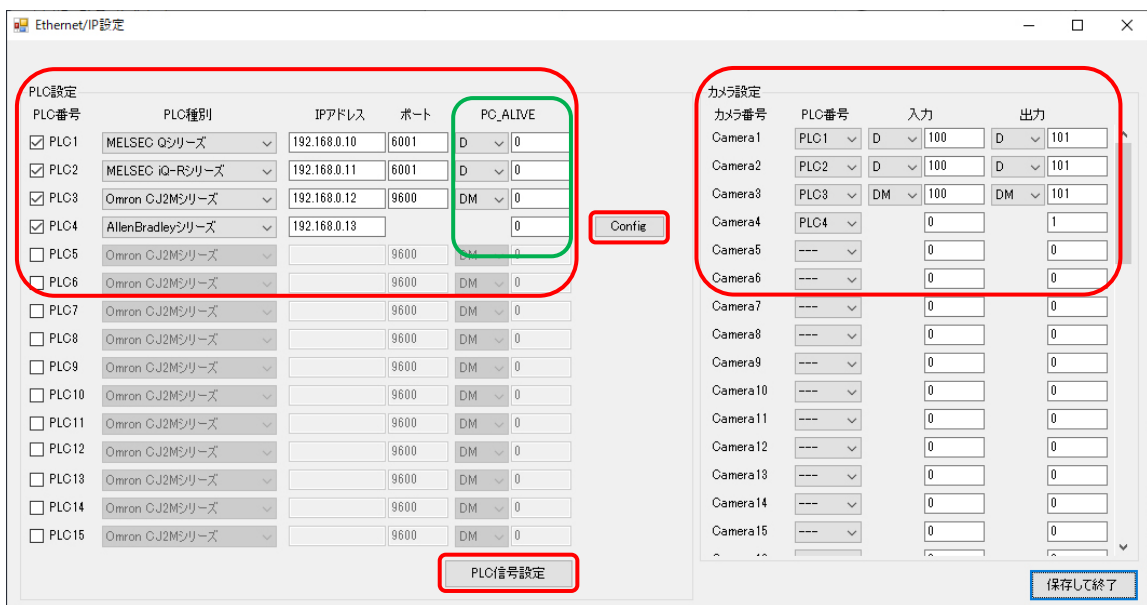 Ethernet/IP設定
PLC設定
PLC番号 PLC種別 IPアドレス ポート PC_ALIVE
PLC1 MELSEC Qシリーズ 192.168.0.10 6001 D 0
PLC2 MELSEC iQ-Rシリーズ 192.168.0.11 6001 D 0
PLC3 Omron CJ2Mシリーズ 192.168.0.12 9600 DM 0
PLC4 AllenBradleyシリーズ 192.168.0.13 0 Config
PLC5 Omron CJ2Mシリーズ 9600 DM 0
PLC6 Omron CJ2Mシリーズ 9600 DM 0
PLC7 Omron CJ2Mシリーズ 9600 DM 0
PLC8 Omron CJ2Mシリーズ 9600 DM 0
PLC9 Omron CJ2Mシリーズ 9600 DM 0
PLC10 Omron CJ2Mシリーズ 9600 DM 0
PLC11 Omron CJ2Mシリーズ 9600 DM 0
PLC12 Omron CJ2Mシリーズ 9600 DM 0
PLC13 Omron CJ2Mシリーズ 9600 DM 0
PLC14 Omron CJ2Mシリーズ 9600 DM 0
PLC15 Omron CJ2Mシリーズ 9600 DM 0
PLC信号設定
カメラ設定
カメラ番号 PLC番号 入力 出力
Camera1 PLC1 D 100 D 101
Camera2 PLC2 D 100 D 101
Camera3 PLC3 DM 100 DM 101
Camera4 PLC4 0 1
Camera5 --- 0 0
Camera6 --- 0 0
Camera7 --- 0 0
Camera8 --- 0 0
Camera9 --- 0 0
Camera10 --- 0 0
Camera11 --- 0 0
Camera12 --- 0 0
Camera13 --- 0 0
Camera14 --- 0 0
Camera15 --- 0 0
保存して終了